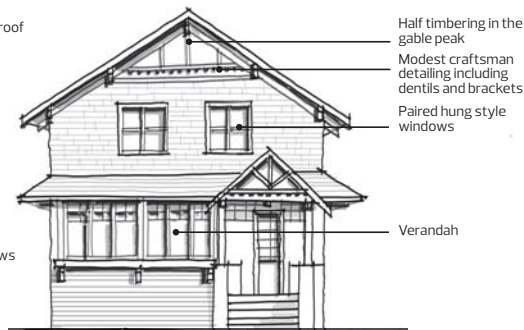 roof
Half timbering in the
gable peak
Modest craftsman
detailing including
dentils and brackets
Paired hung style
windows
Verandah
ws